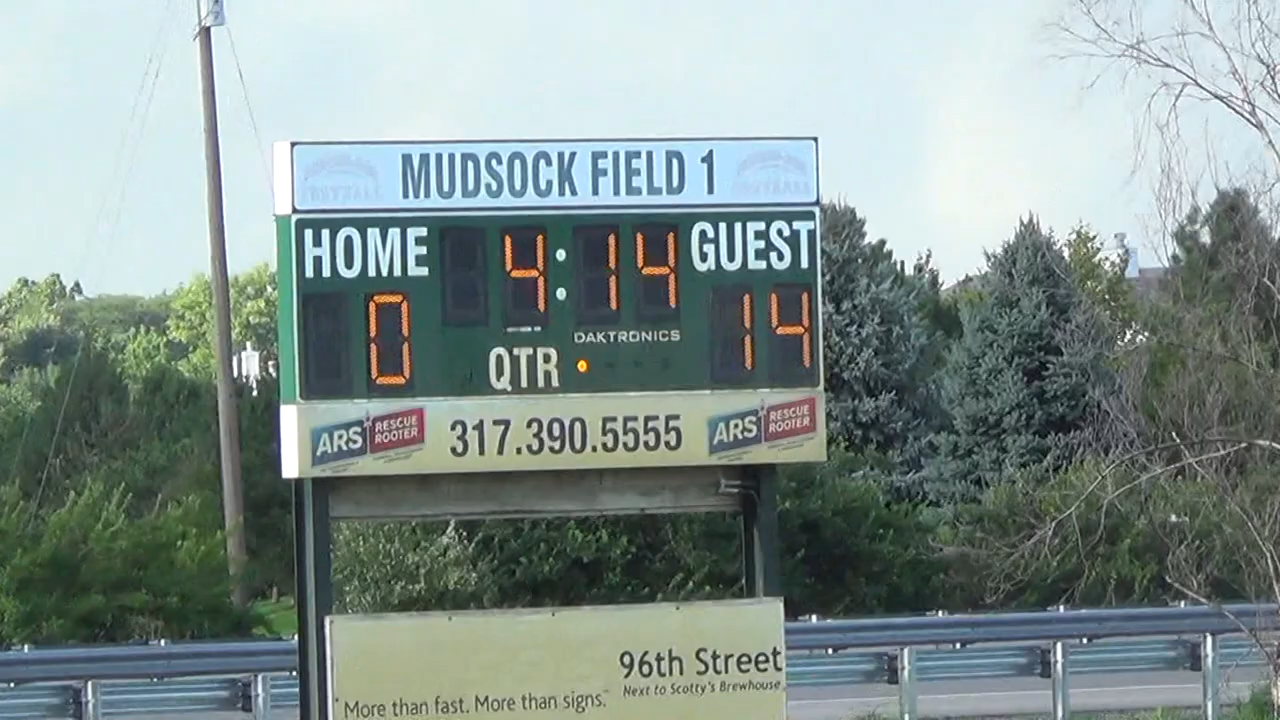 MUDSOCK FIELD 1
HOME 4:14 GUEST
0 14
DAKTRONICS
QTR
ARS RESCUE ROOTER 317.390.5555 ARS RESCUE ROOTER
96th Street
Next to Scotty's Brewhouse
"More than fast. More than signs."